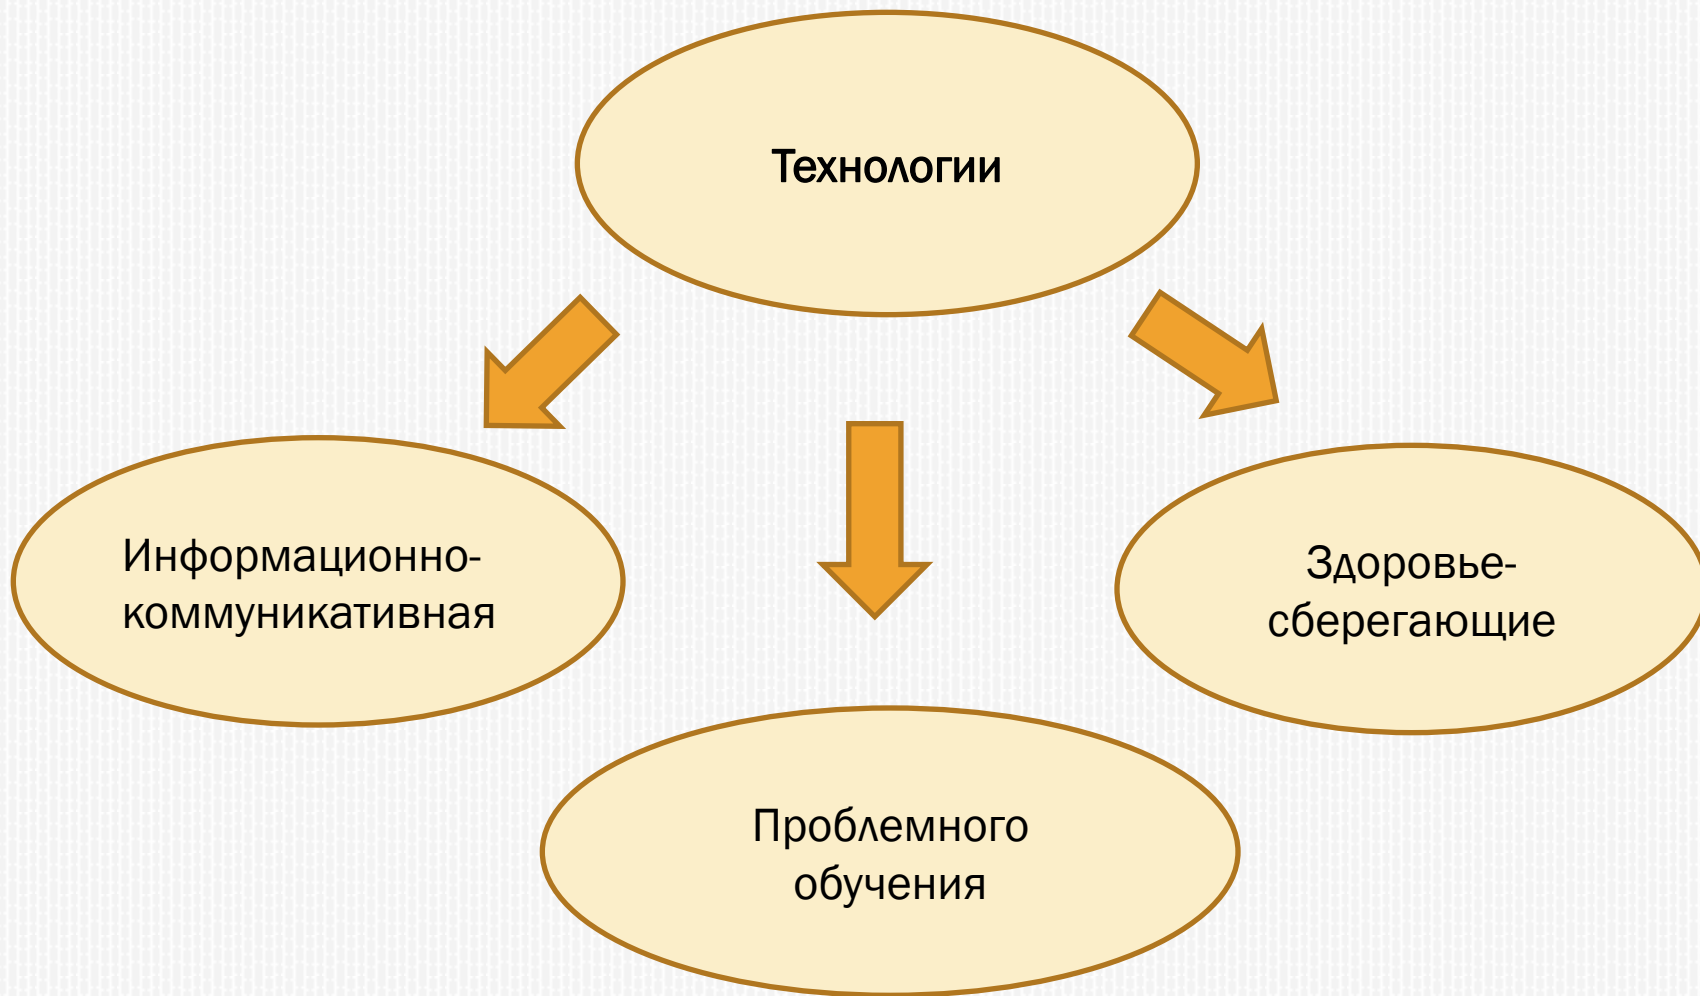 Технологии
Информационно-
коммуникативная
Здоровье-
сберегающие
Проблемного
обучения